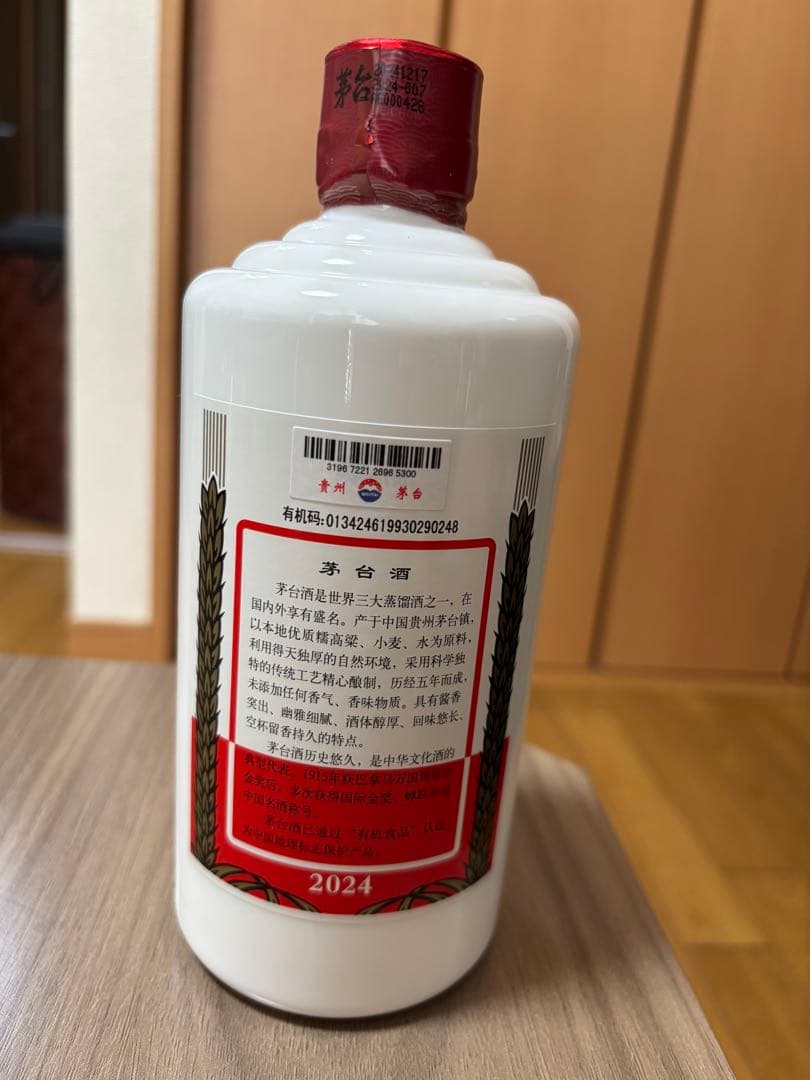 茅台
20241217
2024-007
000428
3196 7221 2696 5300
贵州 茅台
有机码:013424619930290248
茅台酒
茅台酒是世界三大蒸馏酒之一，在
国内外享有盛名。产于中国贵州茅台镇，
以本地优质糯高粱、小麦、水为原料，
利用得天独厚的自然环境，采用科学独
特的传统工艺精心酿制，历经五年而成，
未添加任何香气、香味物质。具有酱香
突出、幽雅细腻、酒体醇厚、回味悠长、
空杯留香持久的特点。
茅台酒历史悠久，是中华文化酒的
典型代表，1915年获巴拿马万国博览会
金奖后，多次获得国际金奖，蝉联历届
中国名酒称号。
茅台酒已通过“有机食品”认证
为中国地理标志保护产品。
2024